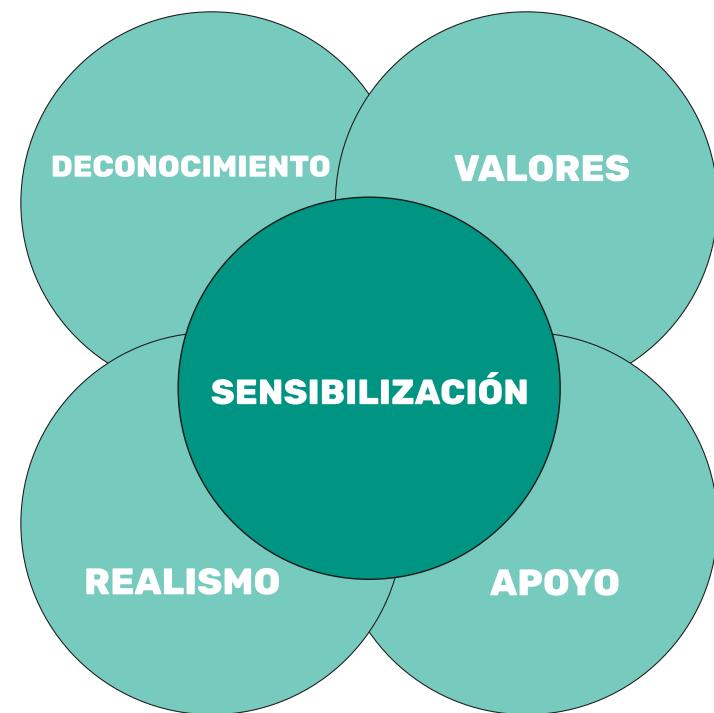 DECONOCIMIENTO
VALORES
SENSIBILIZACIÓN
REALISMO
APOYO